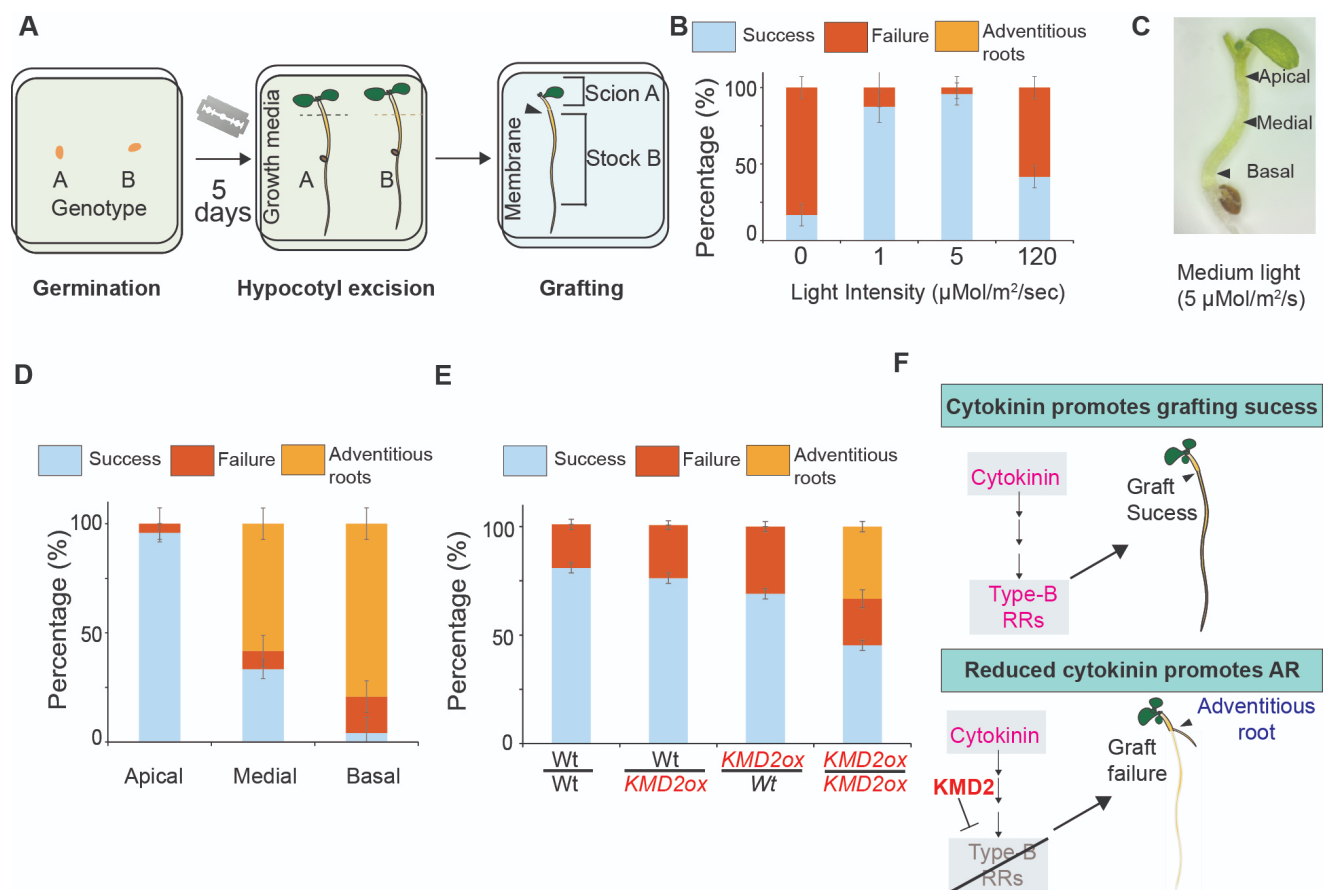 A
Growth media
A
B
Genotype
5
days
A
B
Membrane
Scion A
Stock B
Germination
Hypocotyl excision
Grafting
B
Success
Failure
Adventitious
roots
Percentage (%)
100
50
0
0
1
5
120
Light Intensity (µMol/m²/sec)
C
Apical
Medial
Basal
Medium light
(5 µMol/m²/s)
D
Success
Failure
Adventitious
roots
Percentage (%)
100
50
0
Apical
Medial
Basal
E
Success
Failure
Adventitious
roots
Percentage (%)
100
50
0
Wt
Wt
Wt
KMD2ox
KMD2ox
Wt
KMD2ox
KMD2ox
F
Cytokinin promotes grafting sucess
Cytokinin
Type-B
RRs
Graft
Sucess
Reduced cytokinin promotes AR
Cytokinin
KMD2
Type-B
RRs
Graft
failure
Adventitious
root